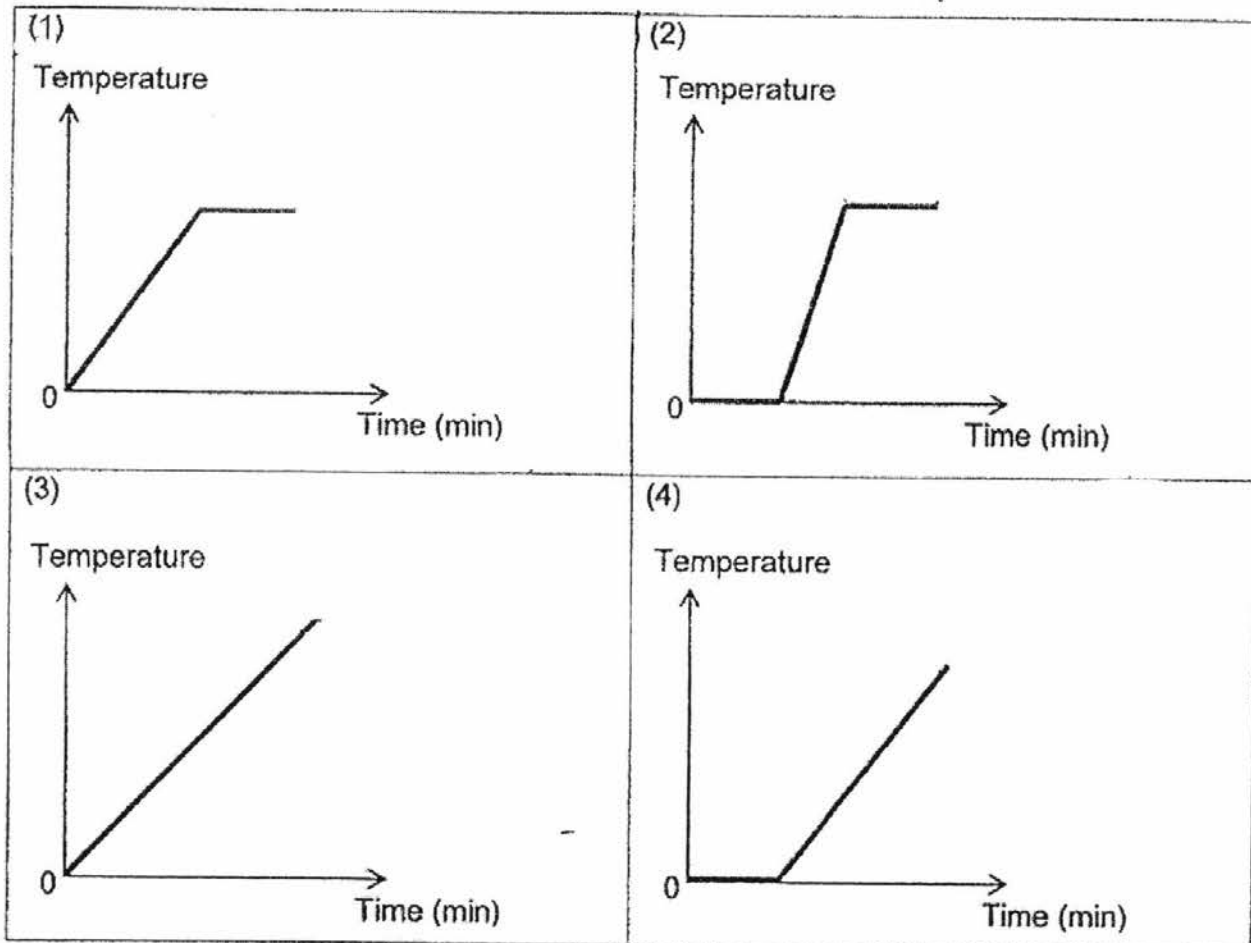 (1)
Temperature
0
Time (min)
(2)
Temperature
0
Time (min)
(3)
Temperature
0
Time (min)
(4)
Temperature
0
Time (min)